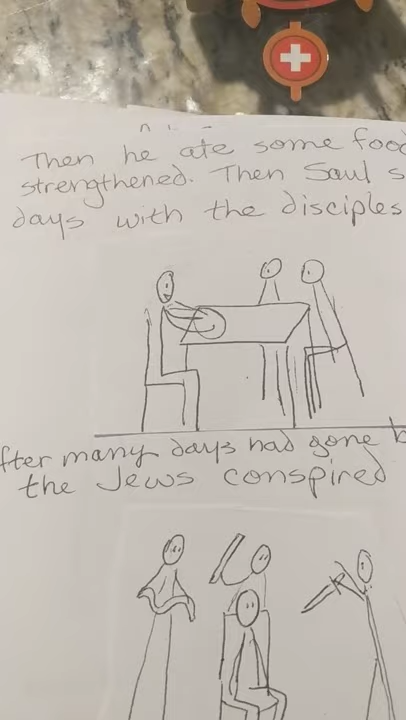 Then he ate some food
strengthened. Then Saul s
days with the disciples
fter many days had gone
the Jews conspired